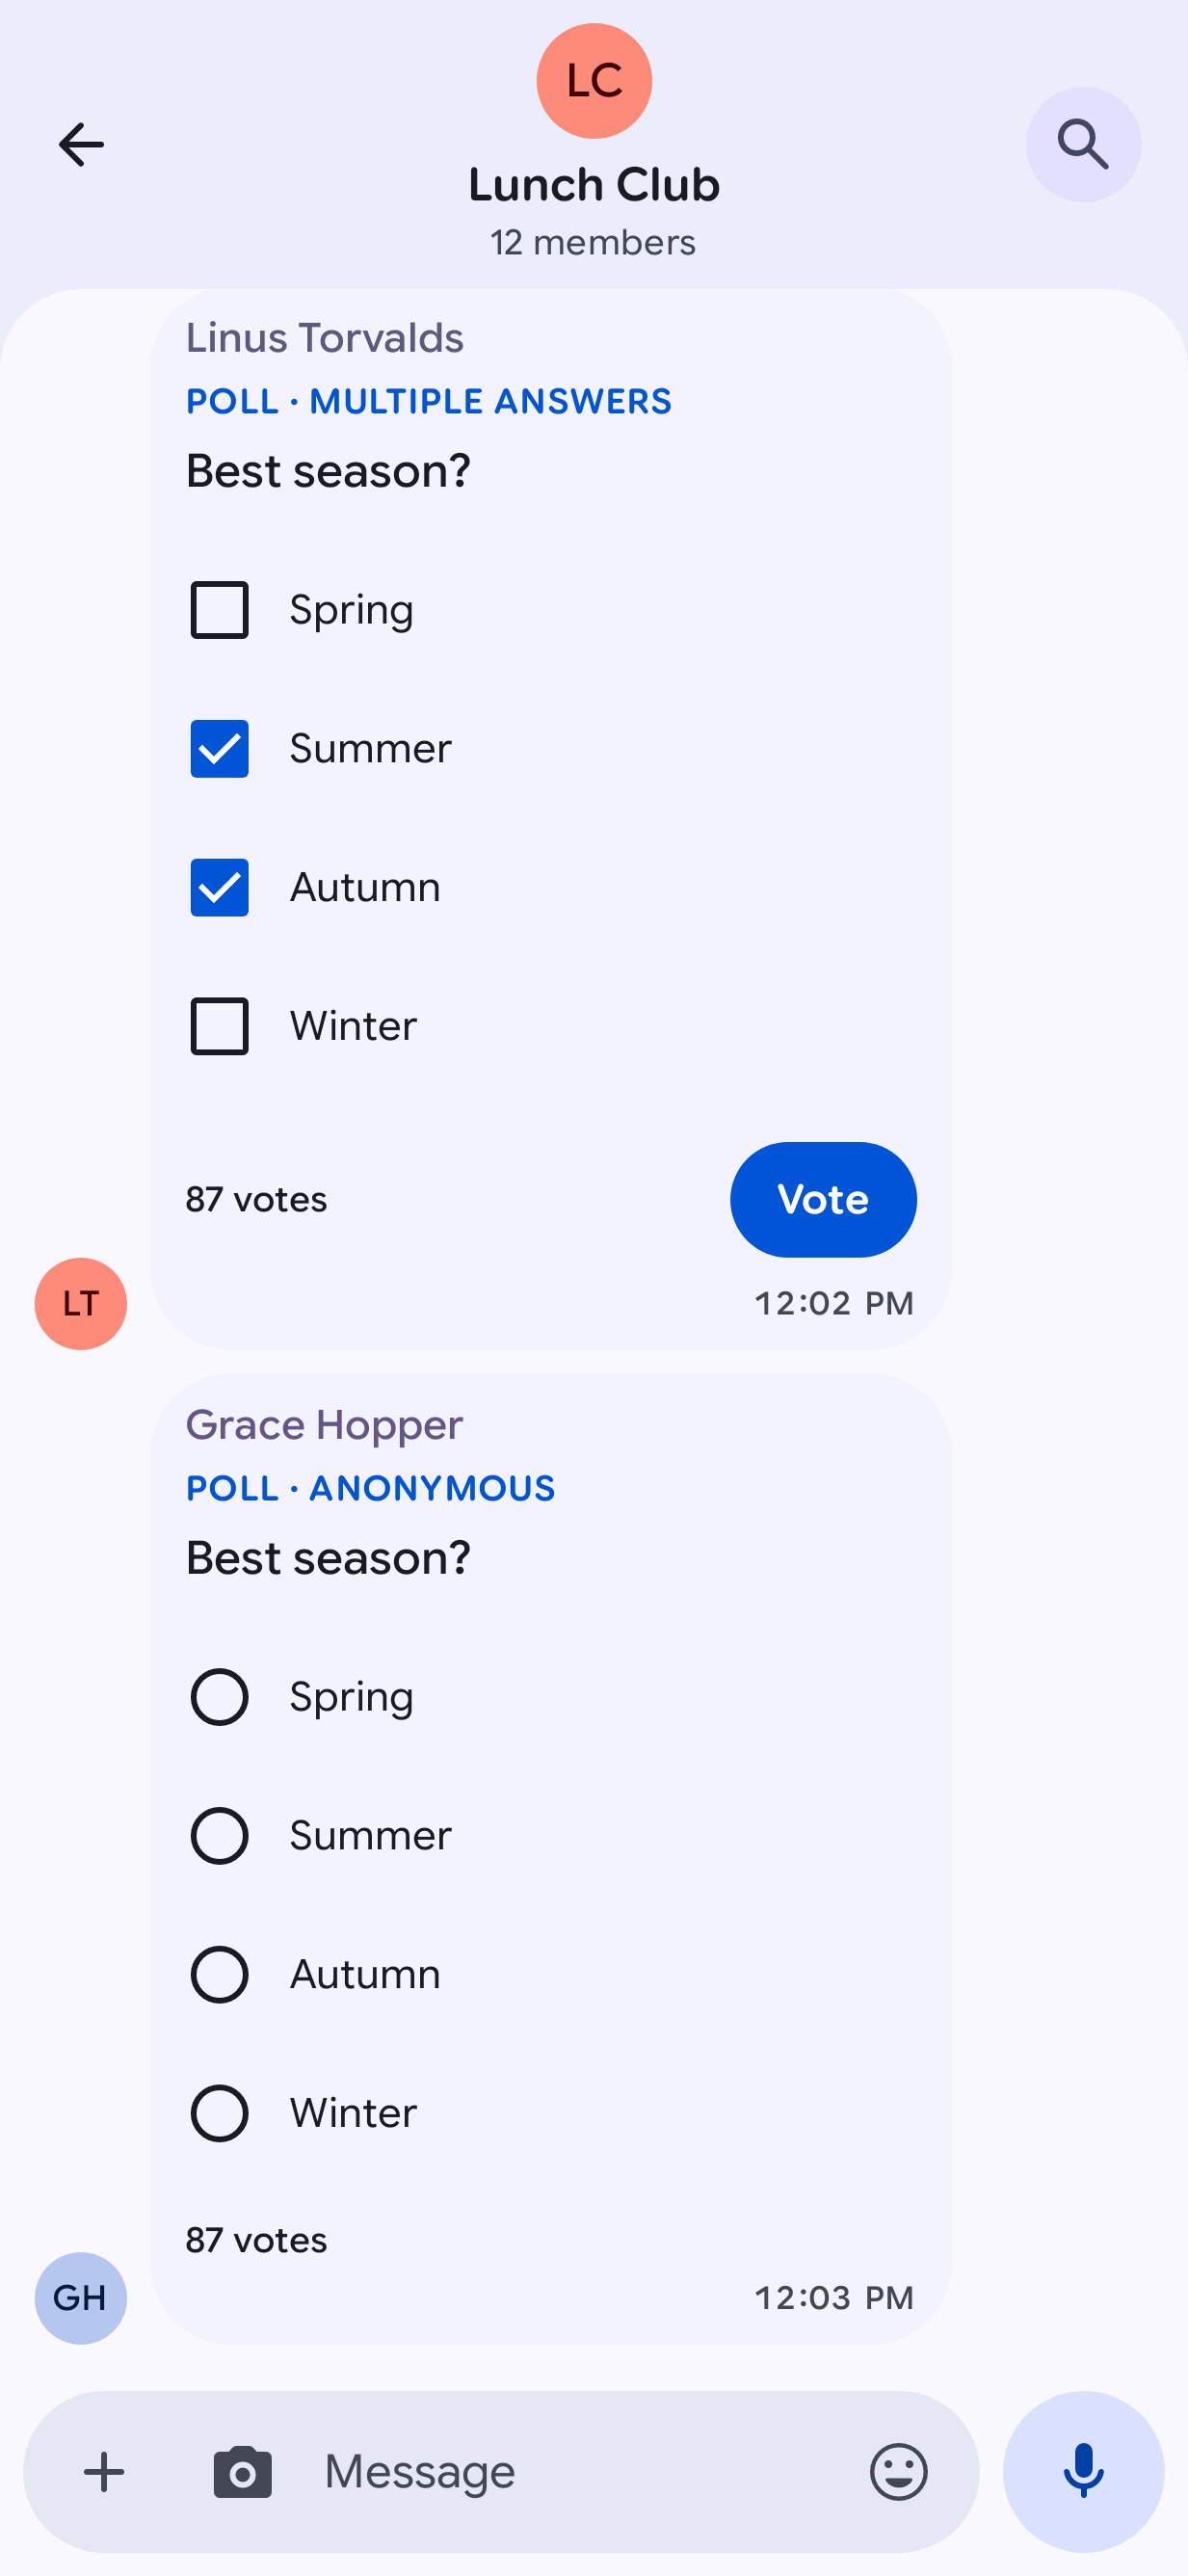 LC
Lunch Club
12 members
Linus Torvalds
POLL · MULTIPLE ANSWERS
Best season?
Spring
Summer
Autumn
Winter
87 votes
Vote
LT
12:02 PM
Grace Hopper
POLL · ANONYMOUS
Best season?
Spring
Summer
Autumn
Winter
87 votes
GH
12:03 PM
Message